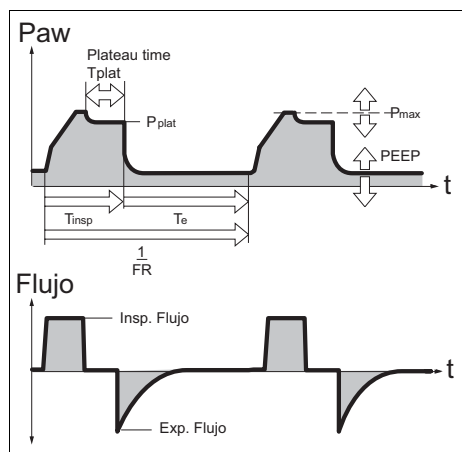 Paw
Plateau time
Tplat
Pplat
Pmax
PEEP
t
Tinsp
Te
1
FR
Flujo
Insp. Flujo
t
Exp. Flujo